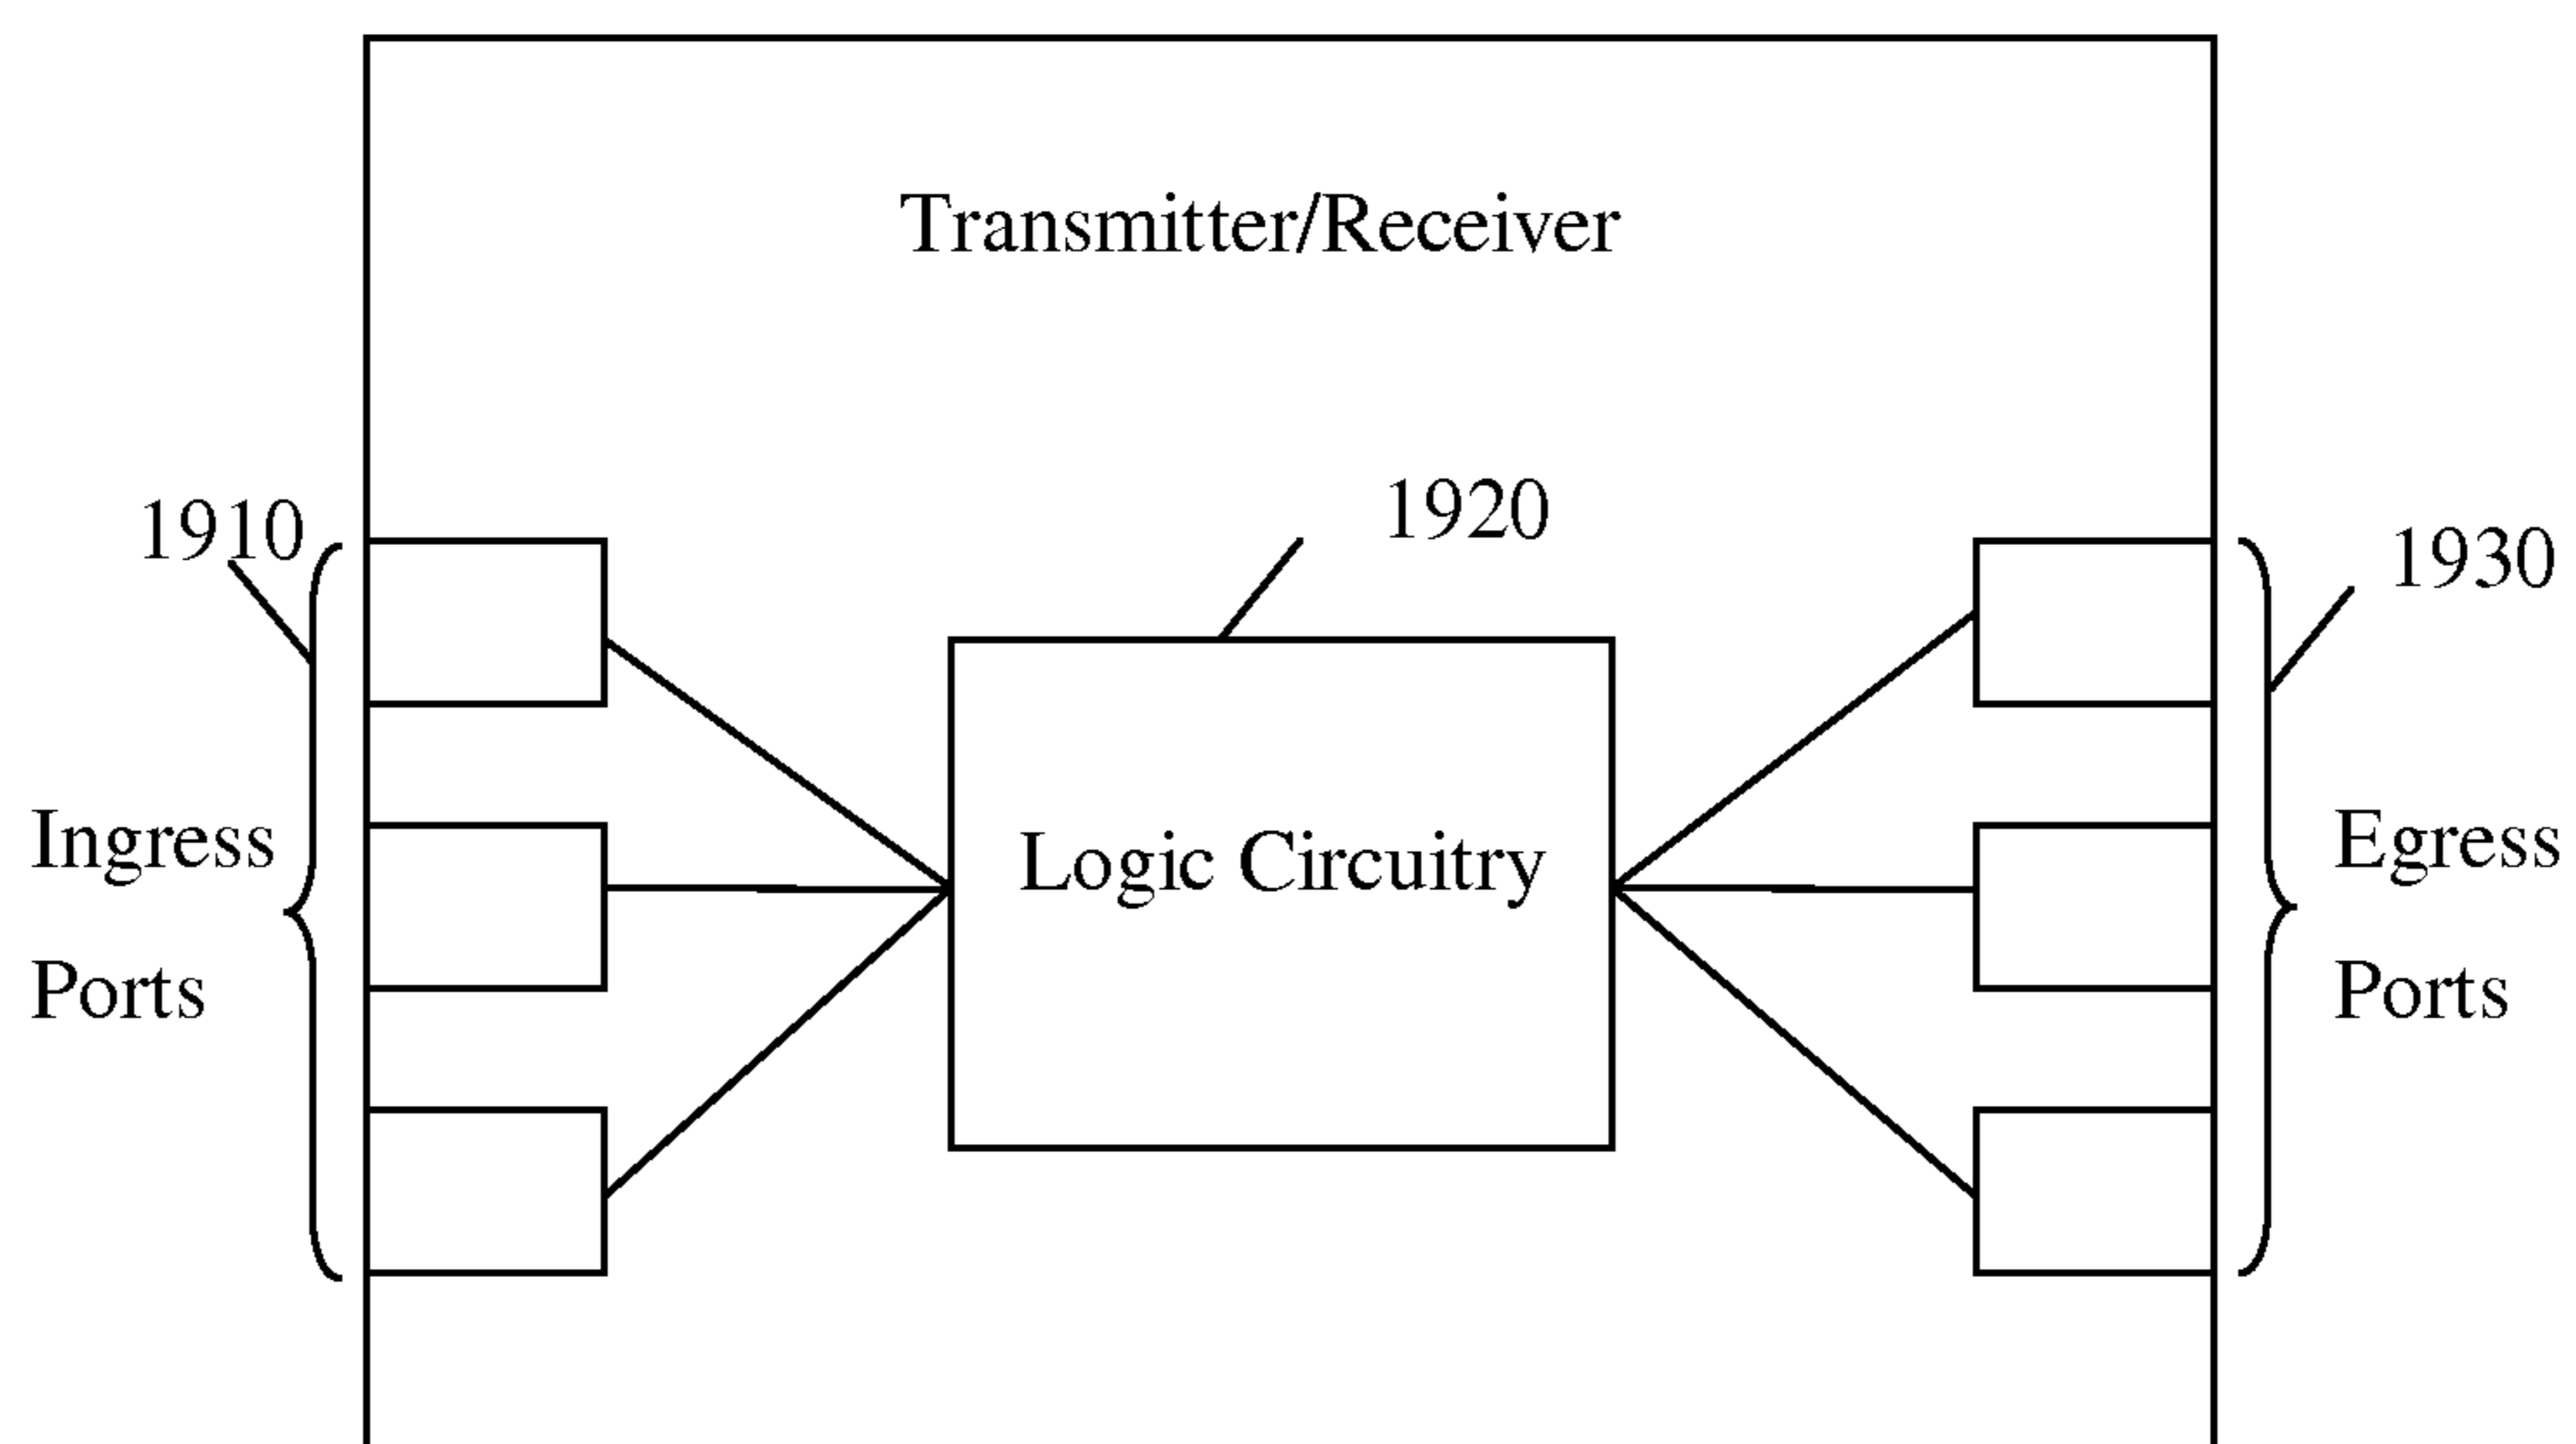 Transmitter/Receiver
1910
1920
1930
Ingress
Ports
Logic Circuitry
Egress
Ports